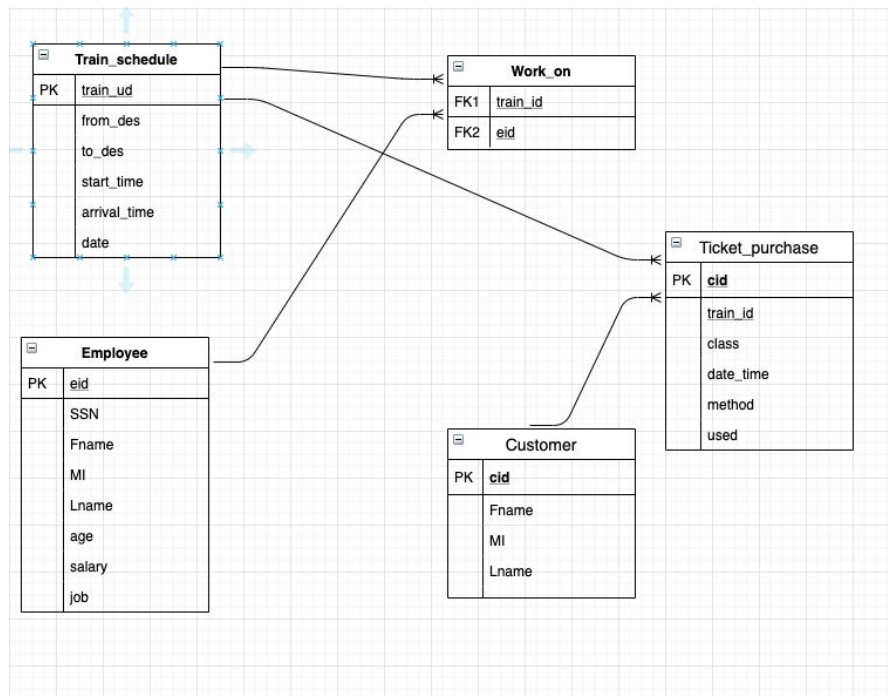 Train_schedule
PK train_ud
from_des
to_des
start_time
arrival_time
date
Work_on
FK1 train_id
FK2 eid
Ticket_purchase
PK cid
train_id
class
date_time
method
used
Employee
PK eid
SSN
Fname
MI
Lname
age
salary
job
Customer
PK cid
Fname
MI
Lname